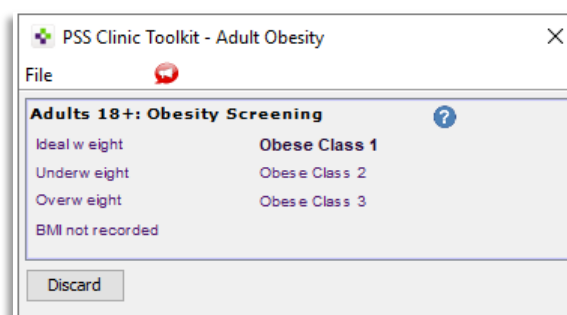 PSS Clinic Toolkit - Adult Obesity
File
Adults 18+: Obesity Screening
Ideal weight Obese Class 1
Underweight Obese Class 2
Overweight Obese Class 3
BMI not recorded
Discard